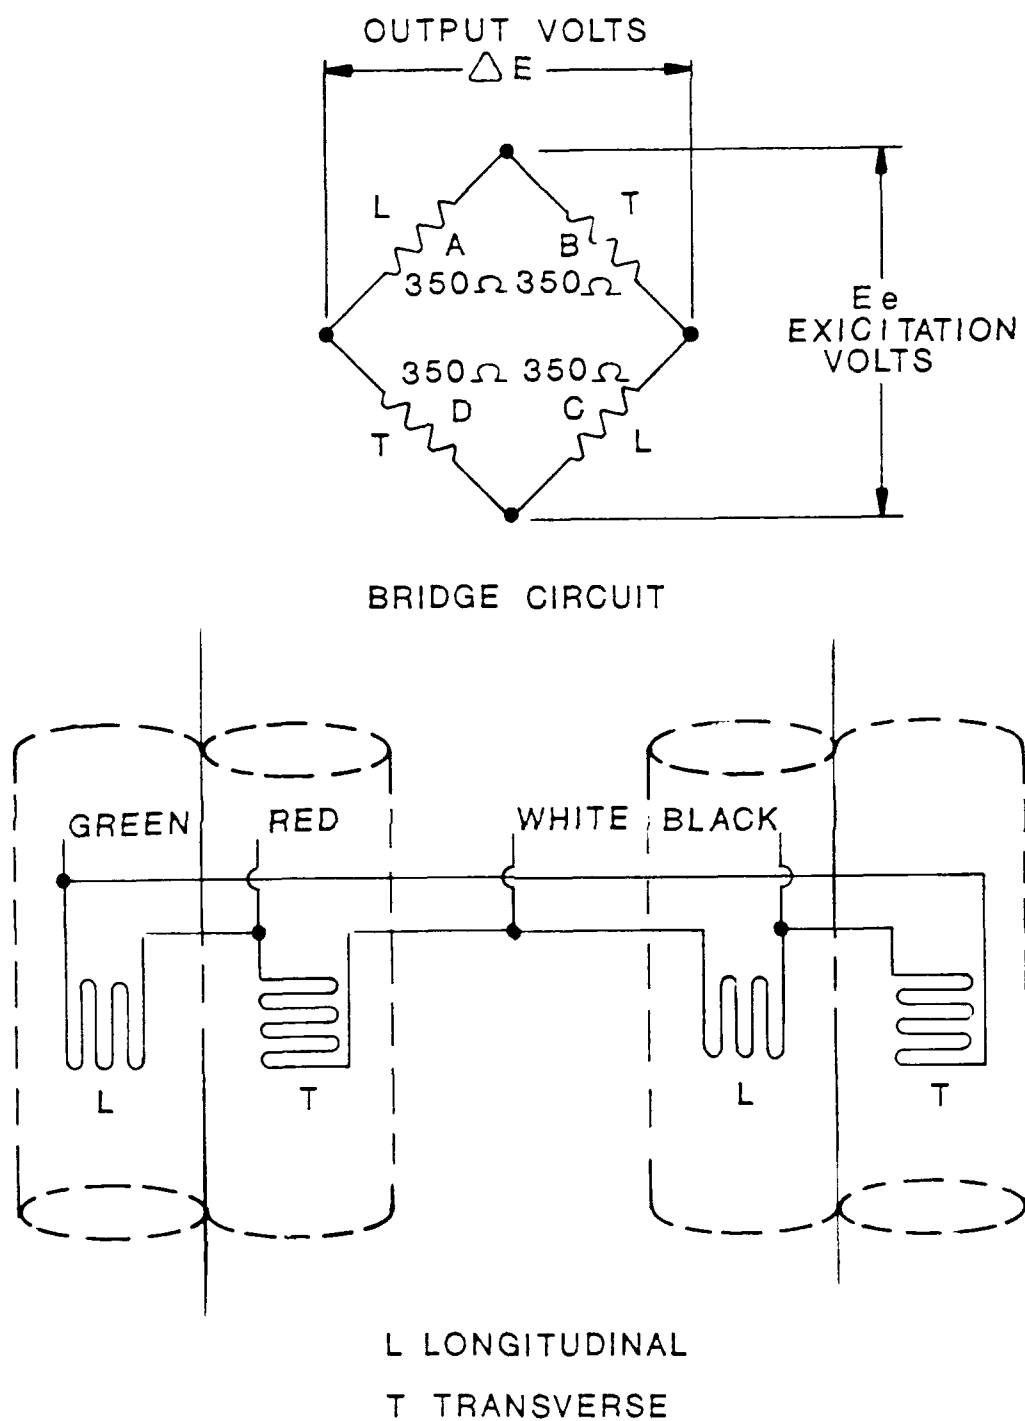 OUTPUT VOLTS
△ E
L
T
A
B
350Ω 350Ω
Ee
EXICITATION
VOLTS
350Ω 350Ω
D
C
T
L
BRIDGE CIRCUIT
GREEN
RED
WHITE
BLACK
L
T
L
T
L LONGITUDINAL
T TRANSVERSE